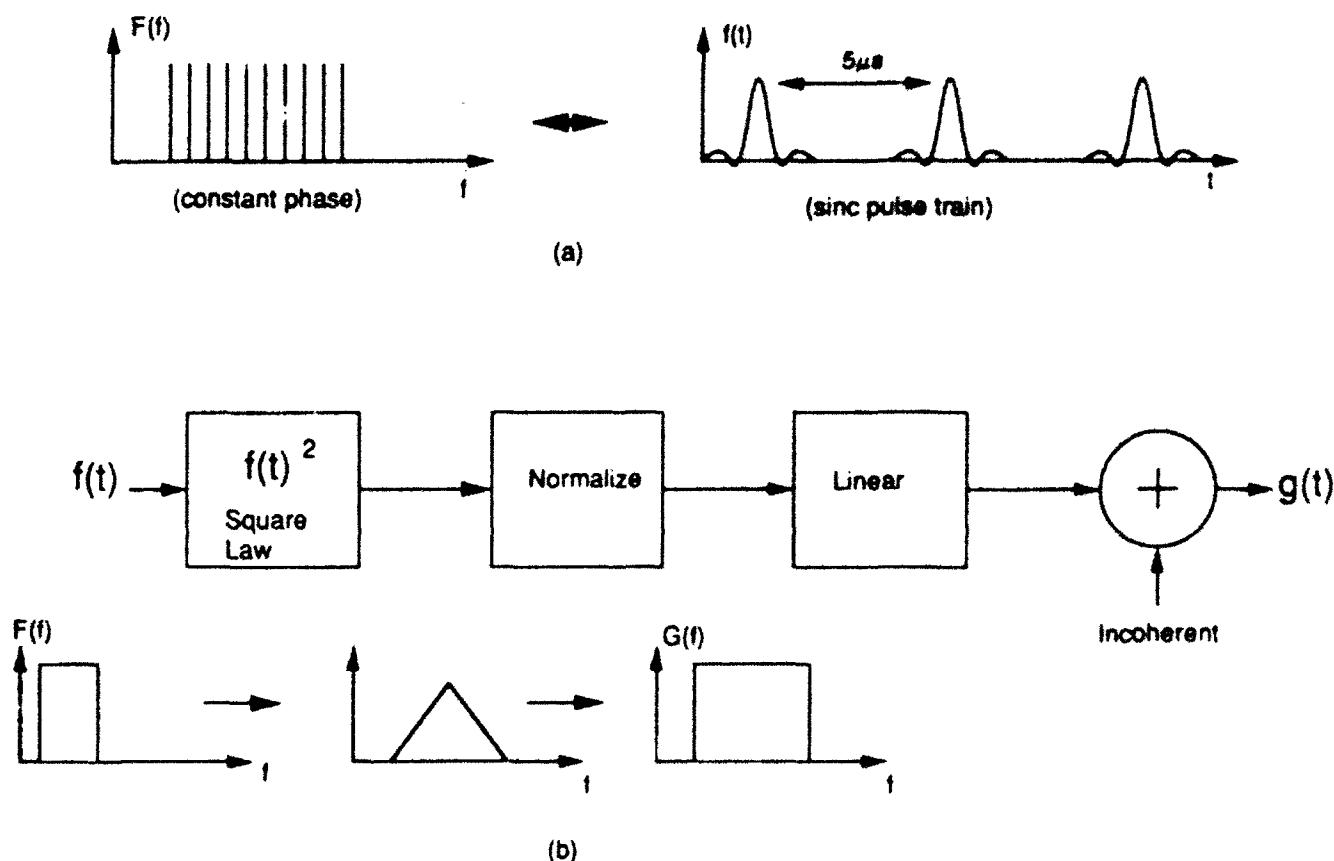 F(f)
f
(constant phase)
f(t)
5μs
t
(sinc pulse train)
(a)
f(t)
f(t) 2
Square
Law
Normalize
Linear
+
g(t)
Incoherent
F(f)
f
f
G(f)
f
(b)